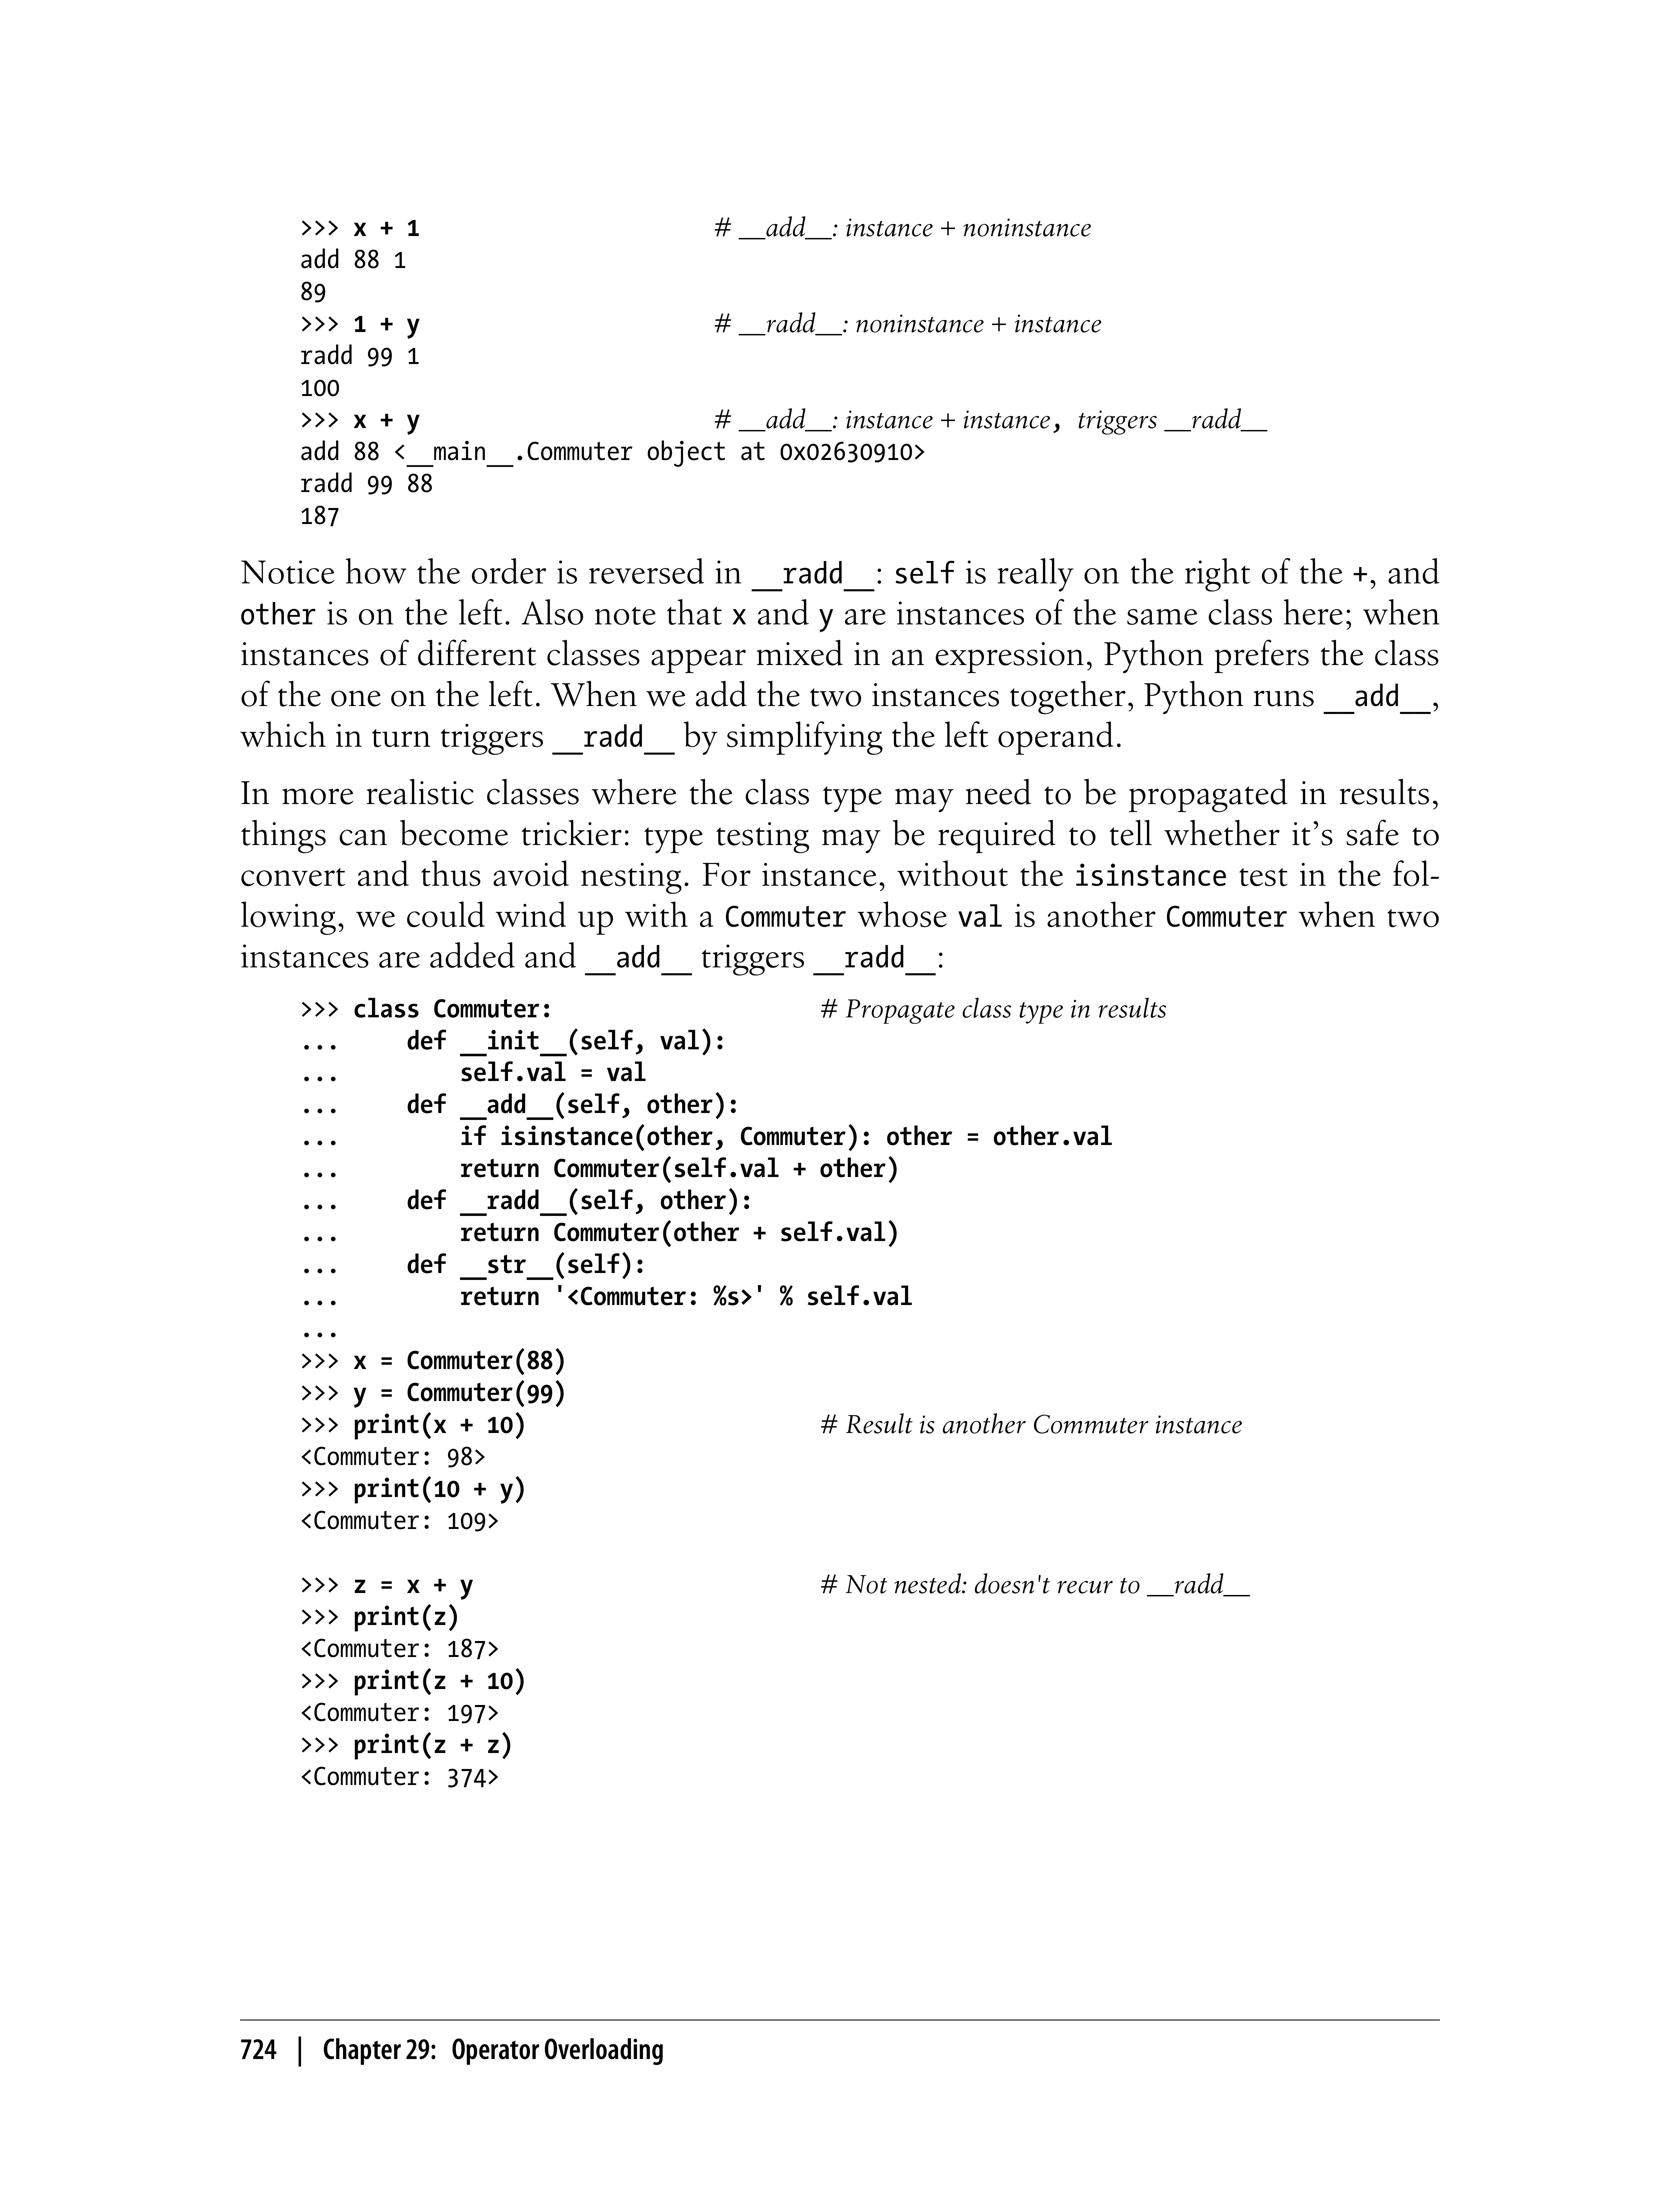 >>> x + 1                      # __add__: instance + noninstance
add 88 1
89
>>> 1 + y                      # __radd__: noninstance + instance
radd 99 1
100
>>> x + y                      # __add__: instance + instance, triggers __radd__
add 88 <__main__.Commuter object at 0x02630910>
radd 99 88
187
Notice how the order is reversed in __radd__: self is really on the right of the +, and
other is on the left. Also note that x and y are instances of the same class here; when
instances of different classes appear mixed in an expression, Python prefers the class
of the one on the left. When we add the two instances together, Python runs __add__,
which in turn triggers __radd__ by simplifying the left operand.
In more realistic classes where the class type may need to be propagated in results,
things can become trickier: type testing may be required to tell whether it's safe to
convert and thus avoid nesting. For instance, without the isinstance test in the fol-
lowing, we could wind up with a Commuter whose val is another Commuter when two
instances are added and __add__ triggers __radd__:
>>> class Commuter:                    # Propagate class type in results
...     def __init__(self, val):
...         self.val = val
...     def __add__(self, other):
...         if isinstance(other, Commuter): other = other.val
...         return Commuter(self.val + other)
...     def __radd__(self, other):
...         return Commuter(other + self.val)
...     def __str__(self):
...         return '<Commuter: %s>' % self.val
...
>>> x = Commuter(88)
>>> y = Commuter(99)
>>> print(x + 10)                      # Result is another Commuter instance
<Commuter: 98>
>>> print(10 + y)
<Commuter: 109>
>>> z = x + y                          # Not nested: doesn't recur to __radd__
>>> print(z)
<Commuter: 187>
>>> print(z + 10)
<Commuter: 197>
>>> print(z + z)
<Commuter: 374>
724 | Chapter 29: Operator Overloading